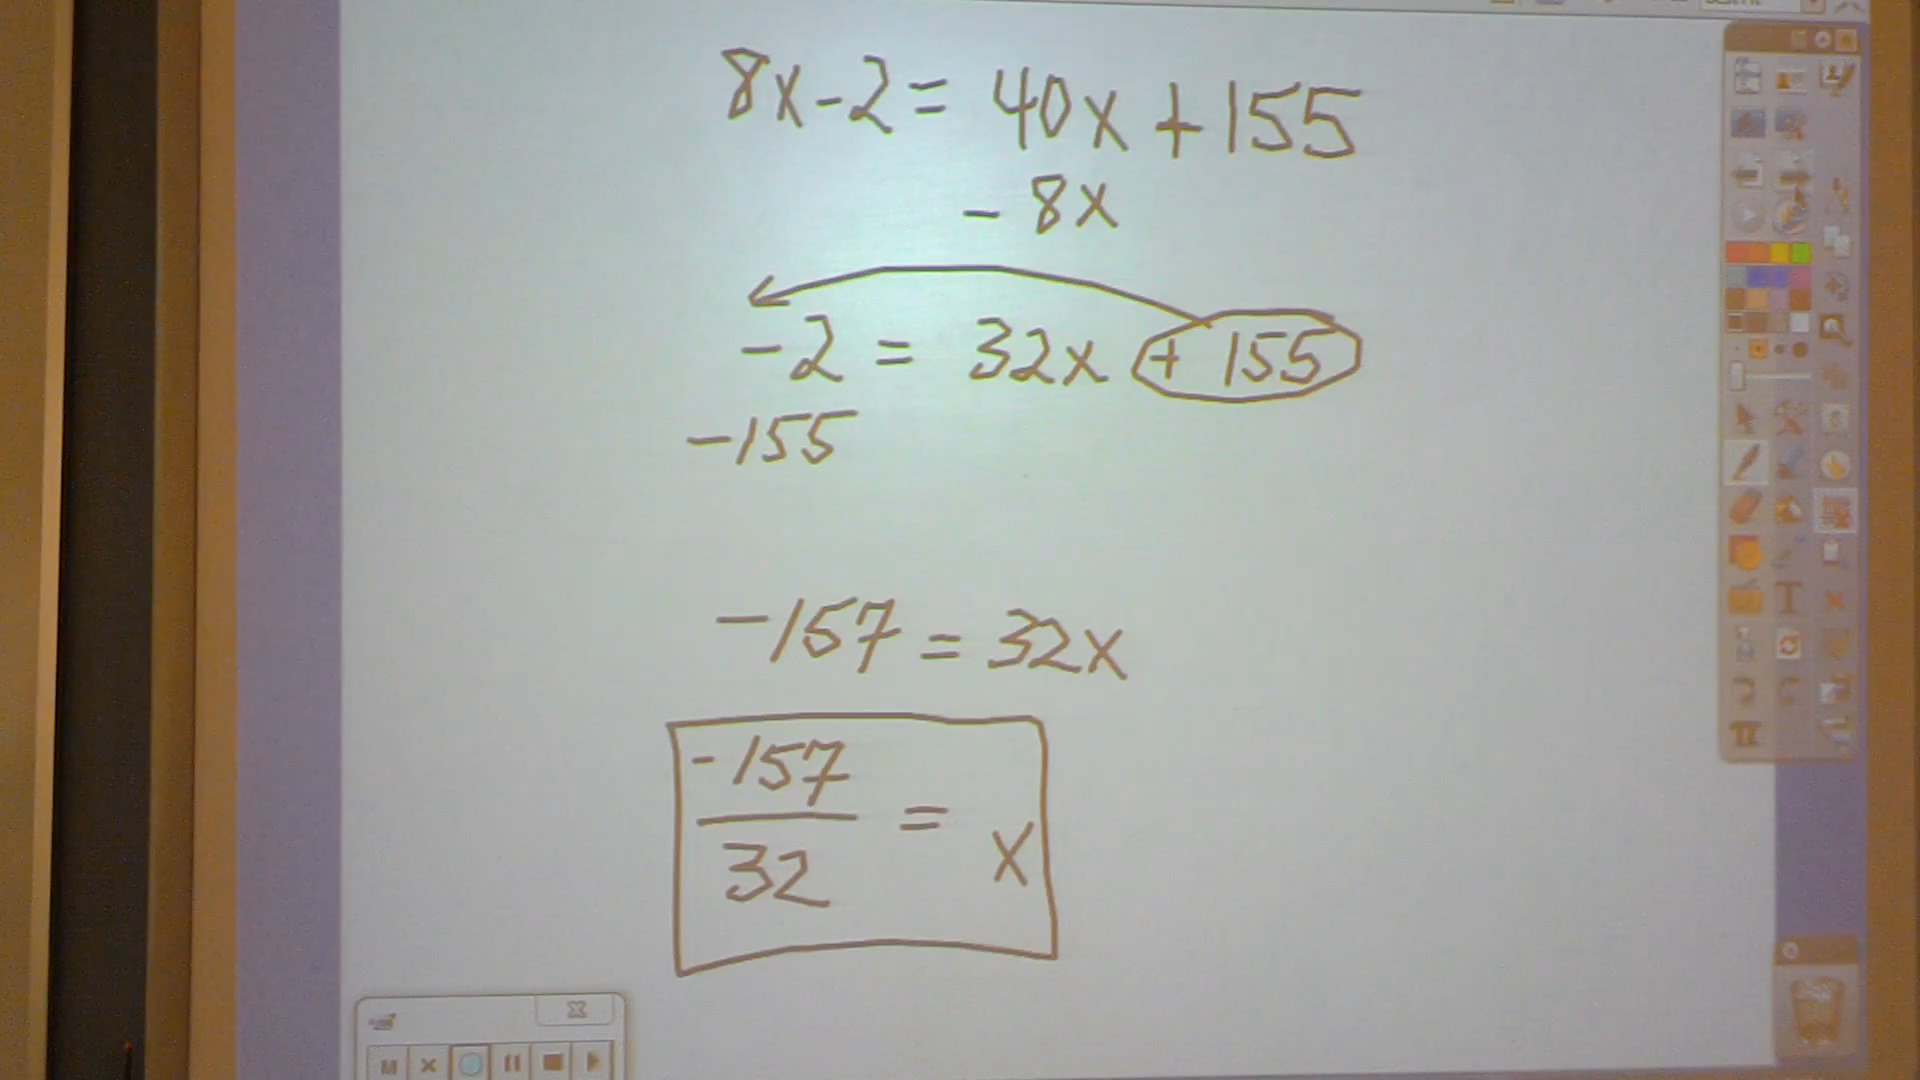 8x-2= 40x+155
- 8x
-2 = 32x + 155
-155
-157 = 32x
-157
32
= x
M
T